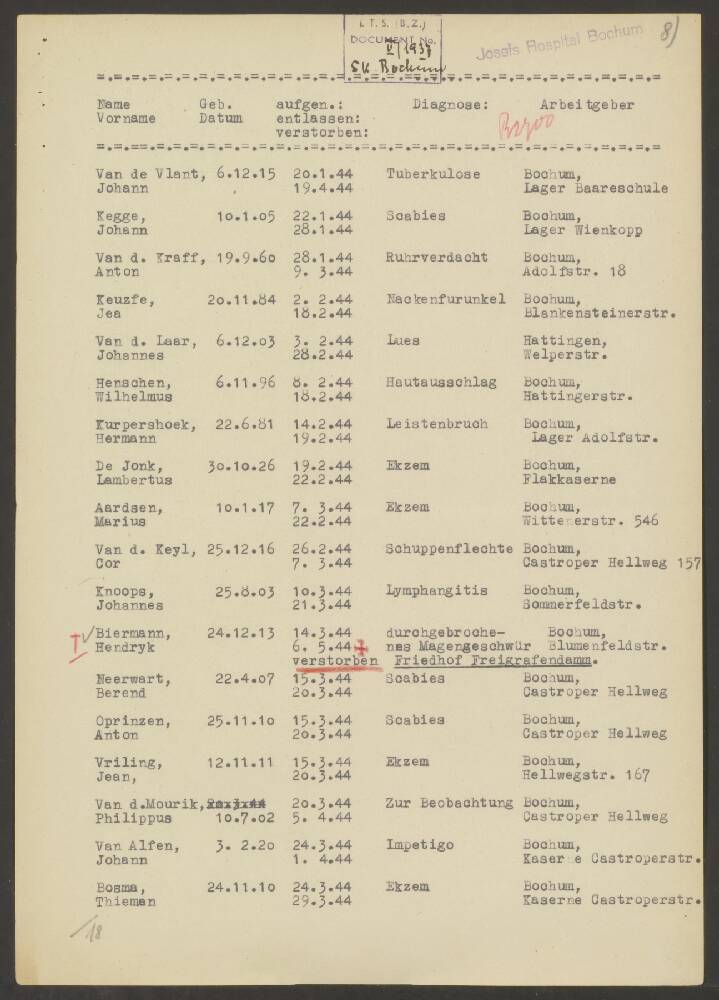 I.T.S. (B.Z.)
DOCUMENT No.
SK Bochum
Josefs Hospital Bochum
8)
Name Geb. aufgen.: Diagnose: Arbeitgeber
Vorname Datum entlassen:
verstorben:
Van de Vlant, 6.12.15 20.1.44 Tuberkulose Bochum,
Johann 19.4.44 Lager Baareschule
Kegge, 10.1.05 22.1.44 Scabies Bochum,
Johann 28.1.44 Lager Wienkopp
Van d. Kraff, 19.9.60 28.1.44 Ruhrverdacht Bochum,
Anton 9. 3.44 Adolfstr. 18
Keuzfe, 20.11.84 2. 2.44 Nackenfurunkel Bochum,
Jea 18.2.44 Blankensteinerstr.
Van d. Laar, 6.12.03 3. 2.44 Lues Hattingen,
Johannes 28.2.44 Welperstr.
Henschen, 6.11.96 8. 2.44 Hautausschlag Bochum,
Wilhelmus 18.2.44 Hattingerstr.
Kurpershoek, 22.6.81 14.2.44 Leistenbruch Bochum,
Hermann 19.2.44 Lager Adolfstr.
De Jonk, 30.10.26 19.2.44 Ekzem Bochum,
Lambertus 22.2.44 Flakkaserne
Aardsen, 10.1.17 7. 3.44 Ekzem Bochum,
Marius 22.2.44 Wittenerstr. 546
Van d. Keyl, 25.12.16 26.2.44 Schuppenflechte Bochum,
Cor 7. 3.44 Castroper Hellweg 157
Knoops, 25.8.03 10.3.44 Lymphangitis Bochum,
Johannes 21.3.44 Sommerfeldstr.
Biermann, 24.12.13 14.3.44 durchgebroche- Bochum,
Hendryk 6. 5.44 nes Magengeschwür Blumenfeldstr.
verstorben Friedhof Freigrafendamm.
Neerwart, 22.4.07 15.3.44 Scabies Bochum,
Berend 20.3.44 Castroper Hellweg
Oprinzen, 25.11.10 15.3.44 Scabies Bochum,
Anton 20.3.44 Castroper Hellweg
Vriling, 12.11.11 15.3.44 Ekzem Bochum,
Jean, 20.3.44 Hellwegstr. 167
Van d.Mourik, 20.3.44 Zur Beobachtung Bochum,
Philippus 10.7.02 5. 4.44 Castroper Hellweg
Van Alfen, 3. 2.20 24.3.44 Impetigo Bochum,
Johann 1. 4.44 Kaserne Castroperstr.
Bosma, 24.11.10 24.3.44 Ekzem Bochum,
Thieman 29.3.44 Kaserne Castroperstr.
18